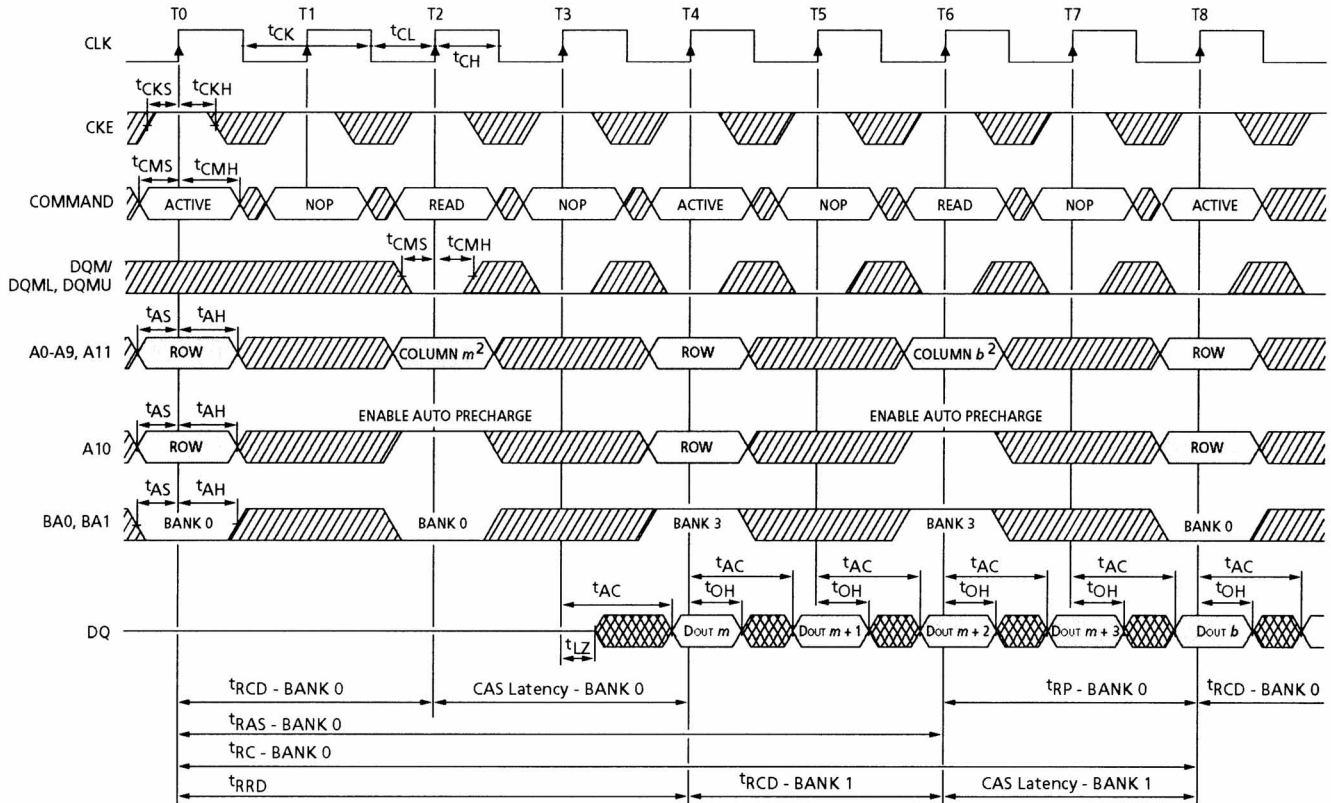 T0 T1 T2 T3 T4 T5 T6 T7 T8
CLK
tCK tCL
tCH
tCKS tCKH
CKE
tCMS tCMH
COMMAND ACTIVE NOP READ NOP ACTIVE NOP READ NOP ACTIVE
tCMS tCMH
DQM/
DQML, DQMU
tAS tAH
A0-A9, A11 ROW COLUMN m2 ROW COLUMN b2 ROW
tAS tAH
ENABLE AUTO PRECHARGE ENABLE AUTO PRECHARGE
A10 ROW ROW ROW
tAS tAH
BA0, BA1 BANK 0 BANK 0 BANK 3 BANK 3 BANK 0
tAC tAC tAC tAC tAC tAC
tOH tOH tOH tOH tOH
DQ DOUT m DOUT m + 1 DOUT m + 2 DOUT m + 3 DOUT b
tLZ
tRCD - BANK 0 CAS Latency - BANK 0 tRP - BANK 0 tRCD - BANK 0
tRAS - BANK 0
tRC - BANK 0
tRRD tRCD - BANK 1 CAS Latency - BANK 1